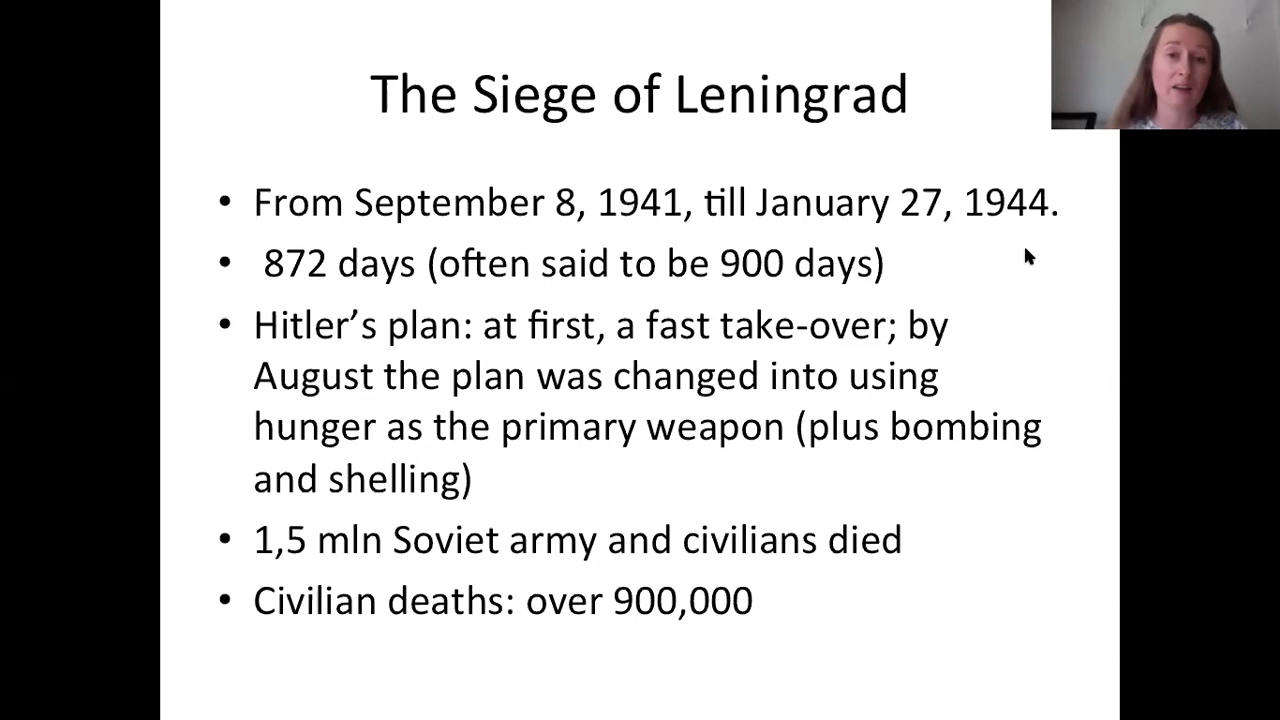 The Siege of Leningrad
• From September 8, 1941, till January 27, 1944.
• 872 days (often said to be 900 days)
• Hitler’s plan: at first, a fast take-over; by
August the plan was changed into using
hunger as the primary weapon (plus bombing
and shelling)
• 1,5 mln Soviet army and civilians died
• Civilian deaths: over 900,000